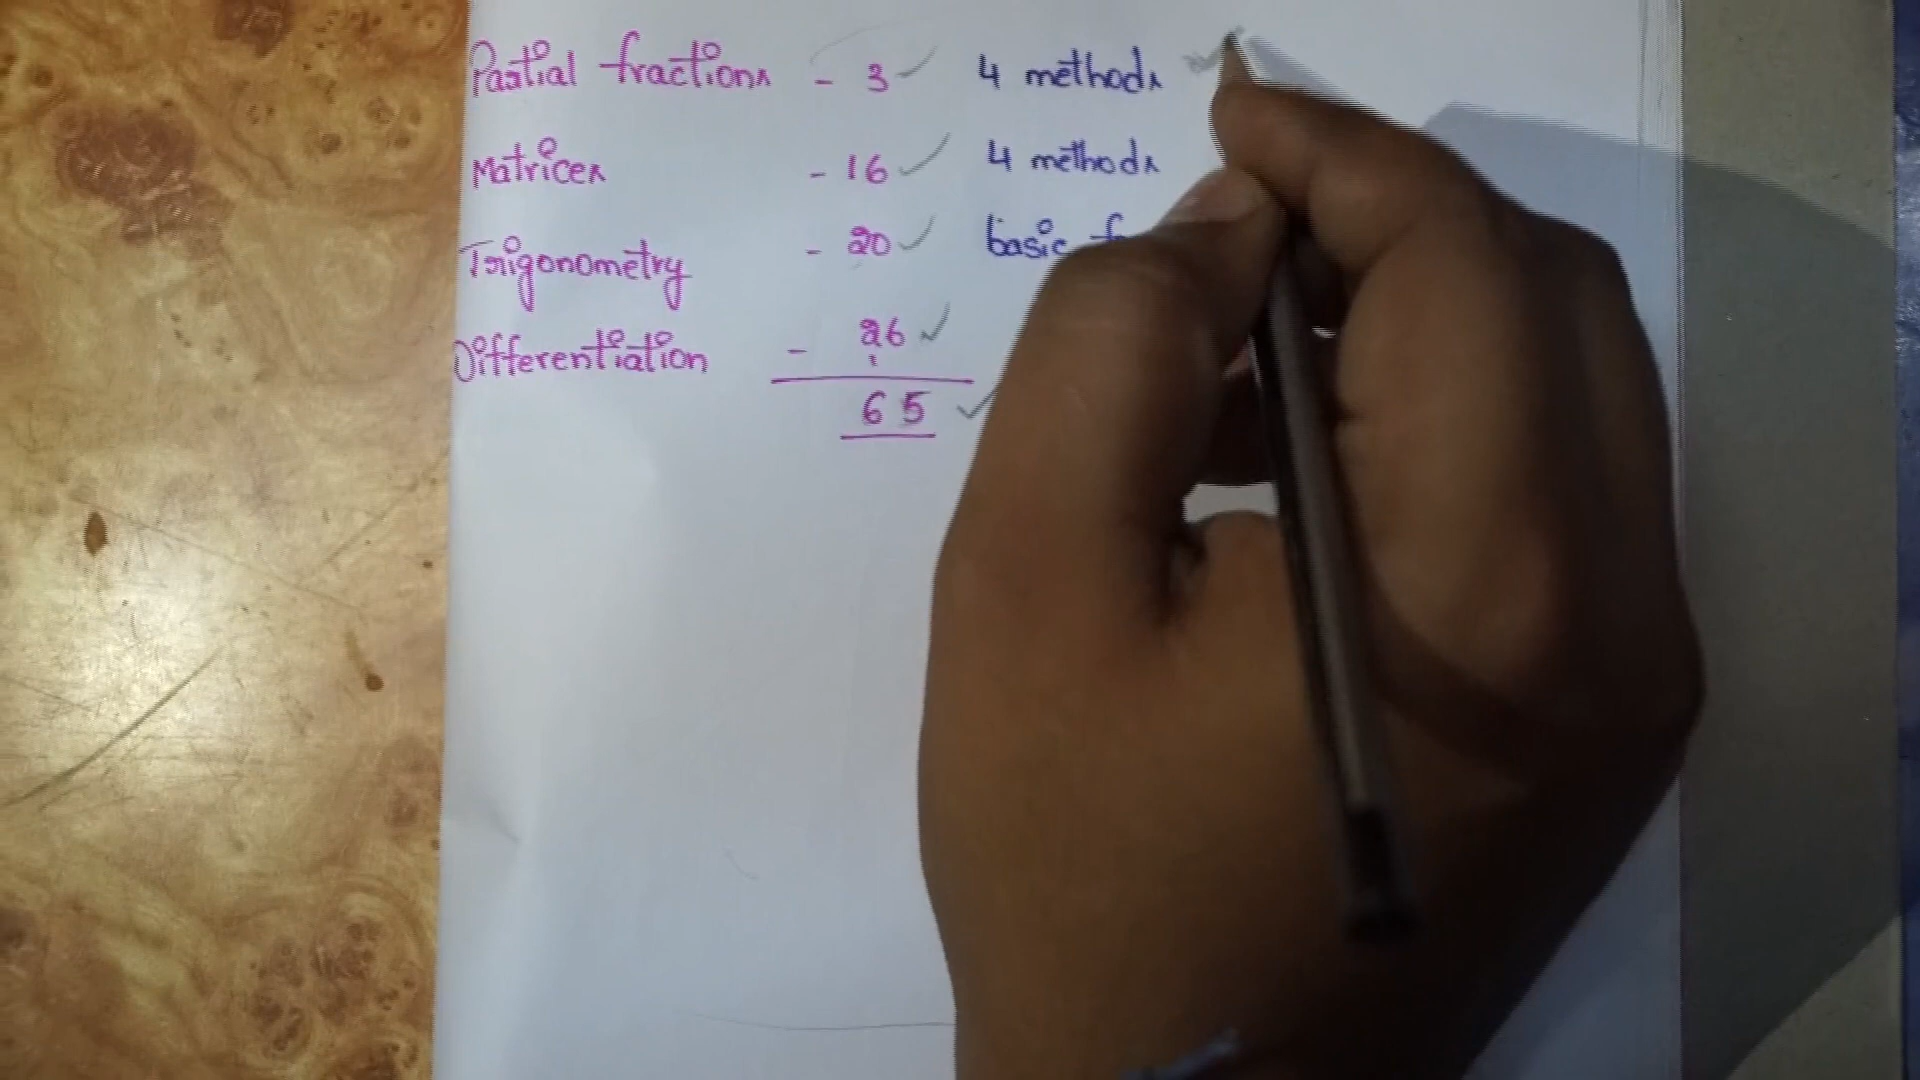 Partial fractions - 3 ✓ 4 methods
Matrices - 16 ✓ 4 methods
Trigonometry - 20 ✓ basic
Differentiation - 26 ✓
65 ✓